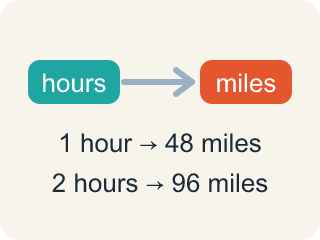 hours → miles
1 hour → 48 miles
2 hours → 96 miles